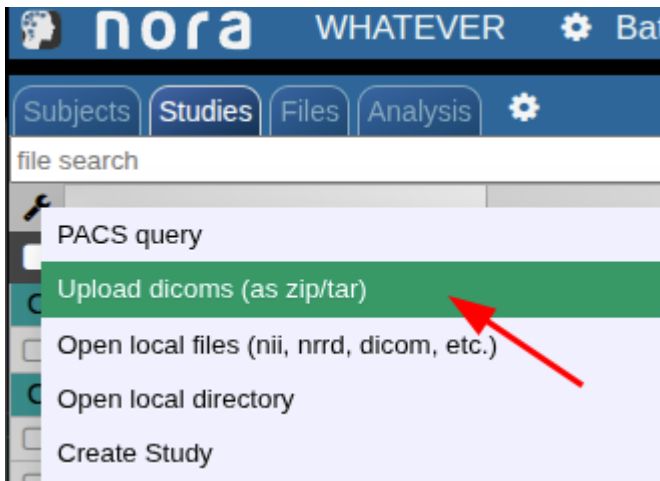 nora WHATEVER Bat
Subjects Studies Files Analysis
file search
PACS query
Upload dicoms (as zip/tar)
Open local files (nii, nrrd, dicom, etc.)
Open local directory
Create Study